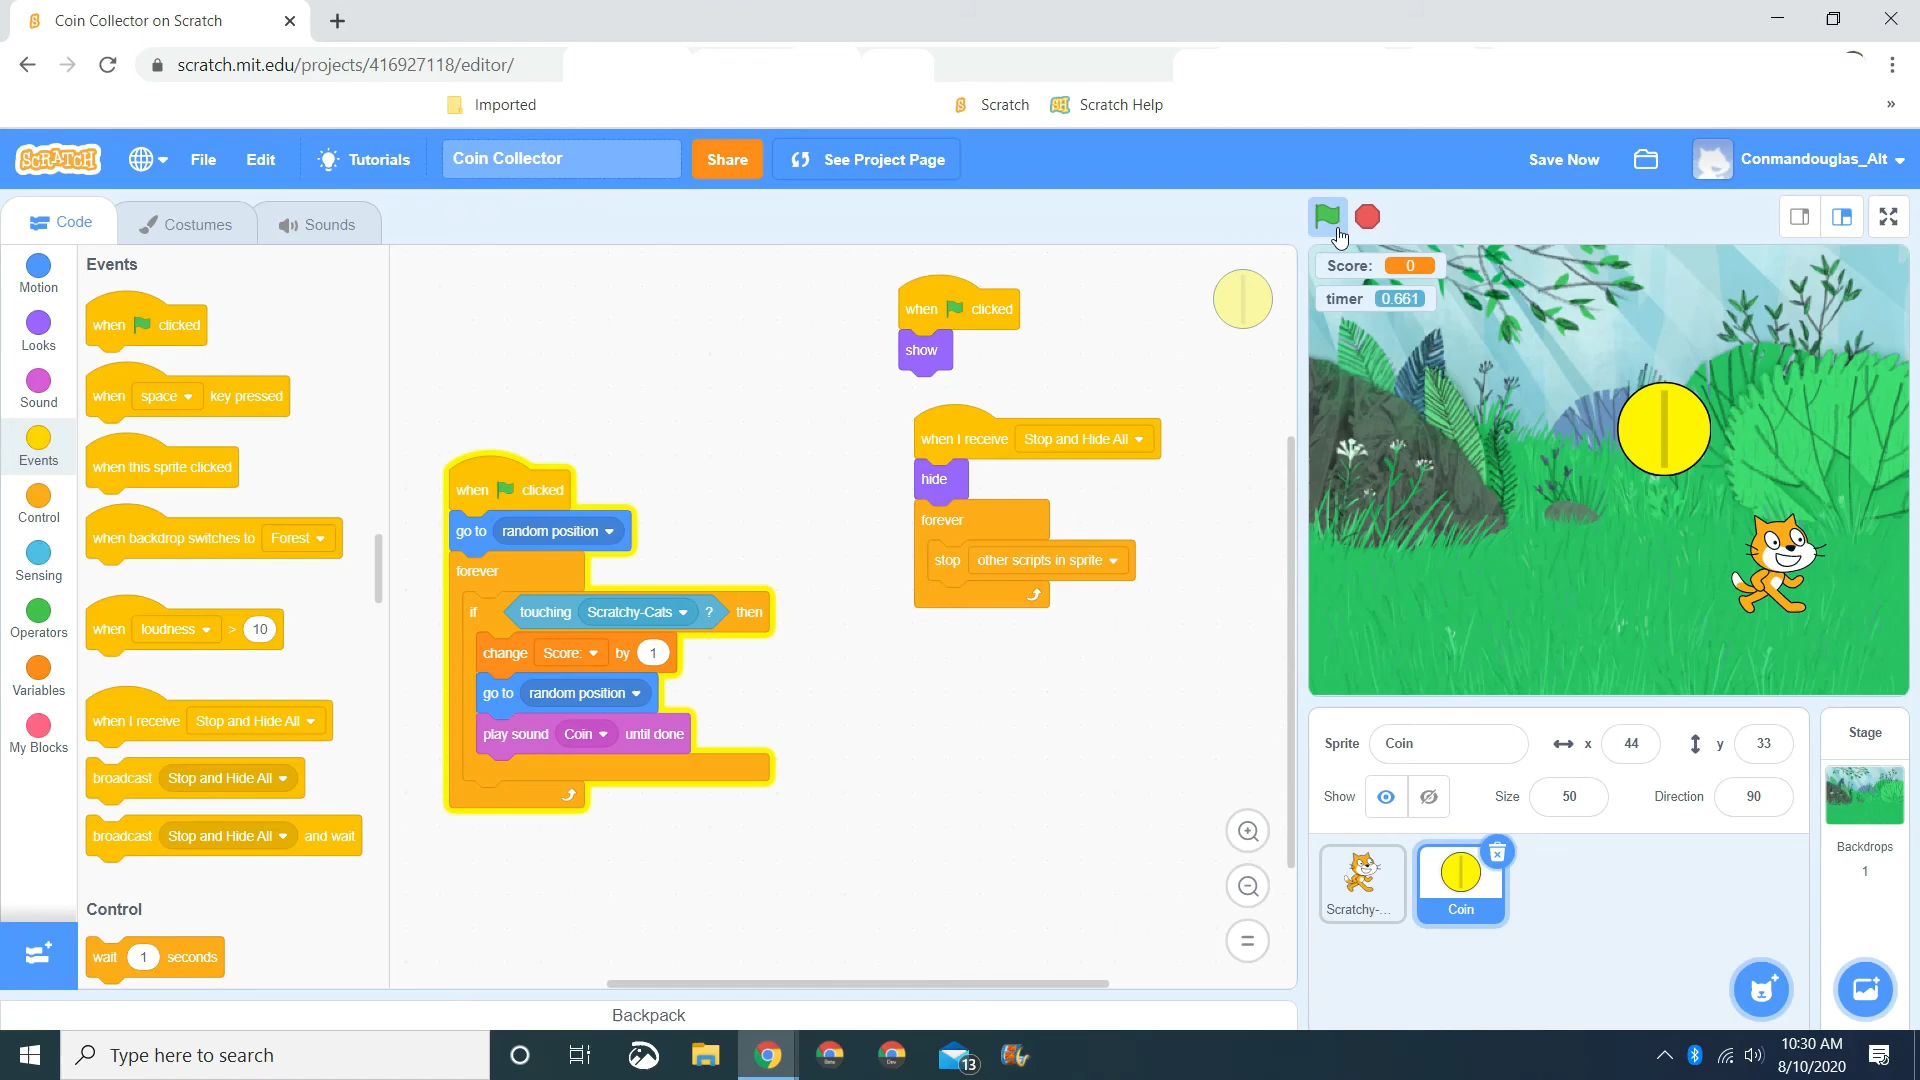 Coin Collector on Scratch
scratch.mit.edu/projects/416927118/editor/
Imported
Scratch
Scratch Help
»
SCRATCH
File
Edit
Tutorials
Coin Collector
Share
See Project Page
Save Now
Conmandouglas_Alt
Code
Costumes
Sounds
Motion
Looks
Sound
Events
Control
Sensing
Operators
Variables
My Blocks
Events
when clicked
when space key pressed
when this sprite clicked
when backdrop switches to Forest
when loudness > 10
when I receive Stop and Hide All
broadcast Stop and Hide All
broadcast Stop and Hide All and wait
Control
wait 1 seconds
when clicked
go to random position
forever
if touching Scratchy-Cats ? then
change Score: by 1
go to random position
play sound Coin until done
when clicked
show
when I receive Stop and Hide All
hide
forever
stop other scripts in sprite
Backpack
Score: 0
timer 0.661
Sprite Coin x 44 y 33
Show Size 50 Direction 90
Scratchy-...
Coin
Stage
Backdrops
1
Type here to search
13
10:30 AM
8/10/2020